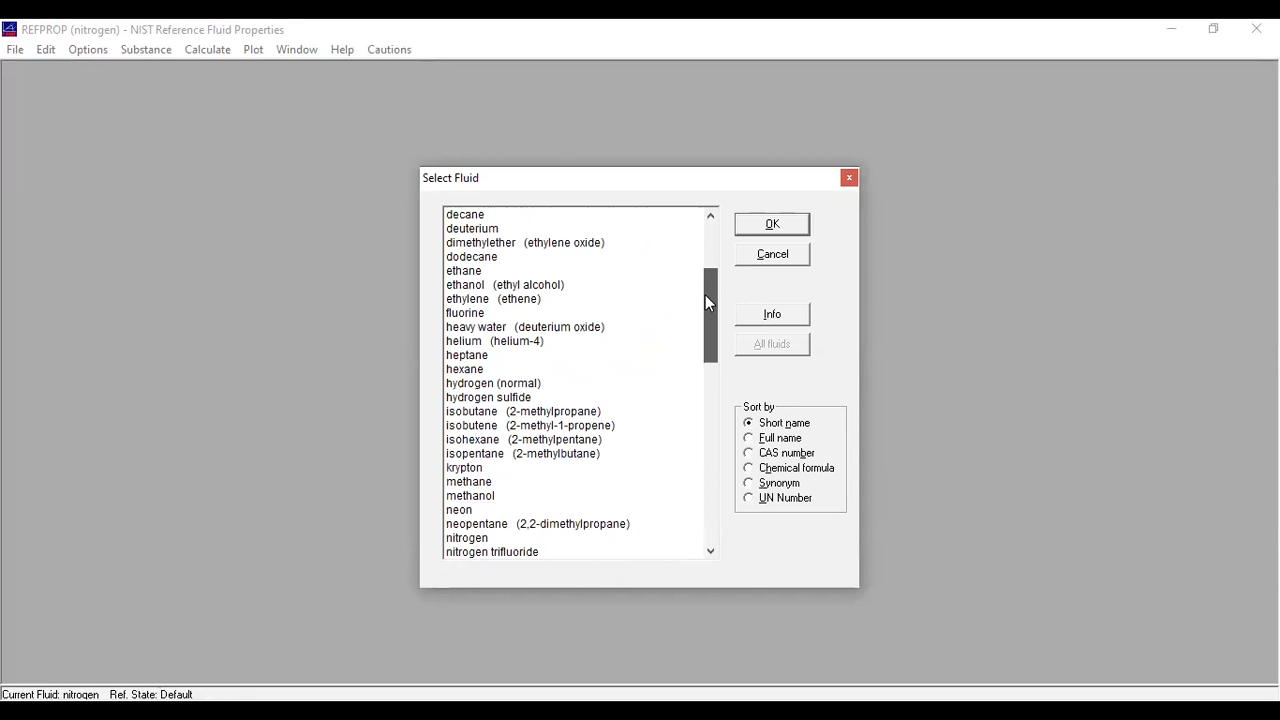 REFPROP (nitrogen) - NIST Reference Fluid Properties
File Edit Options Substance Calculate Plot Window Help Cautions
Select Fluid
decane
deuterium
dimethylether (ethylene oxide)
dodecane
ethane
ethanol (ethyl alcohol)
ethylene (ethene)
fluorine
heavy water (deuterium oxide)
helium (helium-4)
heptane
hexane
hydrogen (normal)
hydrogen sulfide
isobutane (2-methylpropane)
isobutene (2-methyl-1-propene)
isohexane (2-methylpentane)
isopentane (2-methylbutane)
krypton
methane
methanol
neon
neopentane (2,2-dimethylpropane)
nitrogen
nitrogen trifluoride
OK
Cancel
Info
All fluids
Sort by
Short name
Full name
CAS number
Chemical formula
Synonym
UN Number
Current Fluid: nitrogen Ref. State: Default